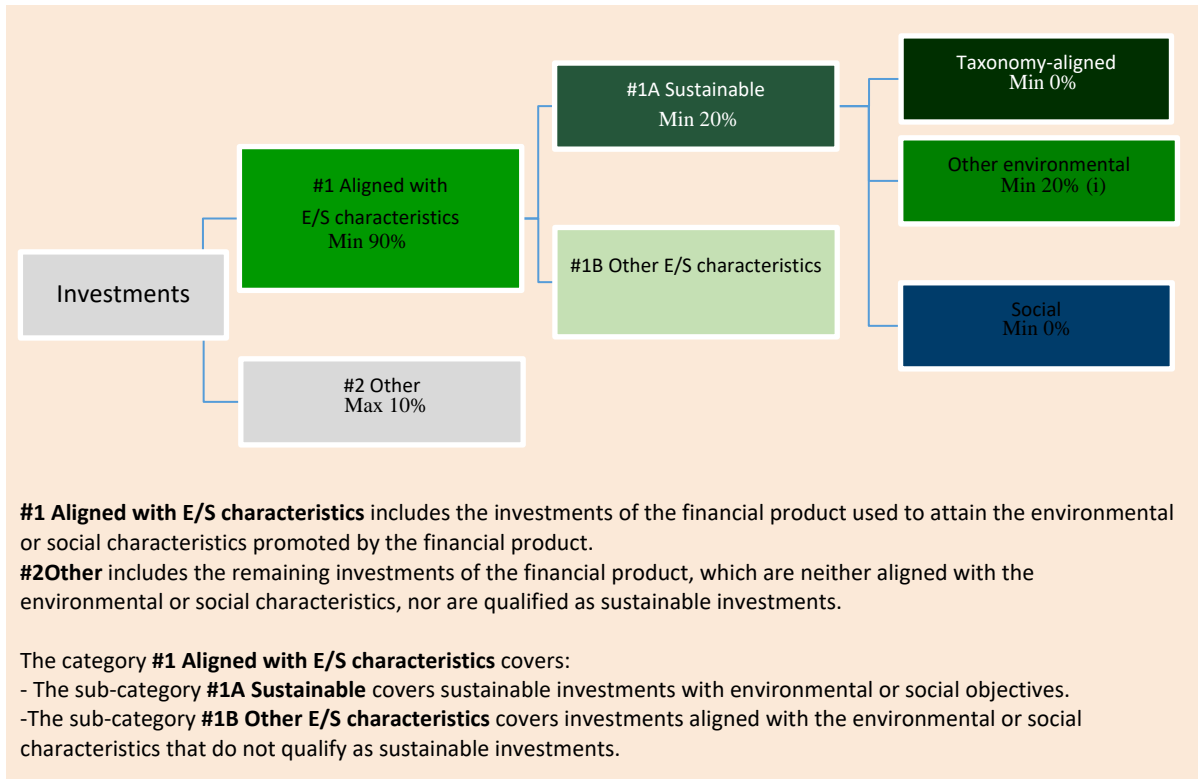 Investments
#1 Aligned with
E/S characteristics
Min 90%
#2 Other
Max 10%
#1A Sustainable
Min 20%
#1B Other E/S characteristics
Taxonomy-aligned
Min 0%
Other environmental
Min 20% (i)
Social
Min 0%
#1 Aligned with E/S characteristics includes the investments of the financial product used to attain the environmental
or social characteristics promoted by the financial product.
#2Other includes the remaining investments of the financial product, which are neither aligned with the
environmental or social characteristics, nor are qualified as sustainable investments.
The category #1 Aligned with E/S characteristics covers:
- The sub-category #1A Sustainable covers sustainable investments with environmental or social objectives.
-The sub-category #1B Other E/S characteristics covers investments aligned with the environmental or social
characteristics that do not qualify as sustainable investments.